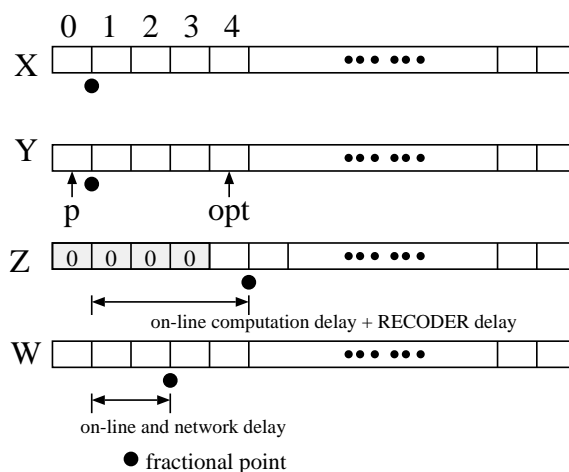 0 1 2 3 4
X
Y
p opt
Z 0 0 0 0
on-line computation delay + RECODER delay
W
on-line and network delay
fractional point